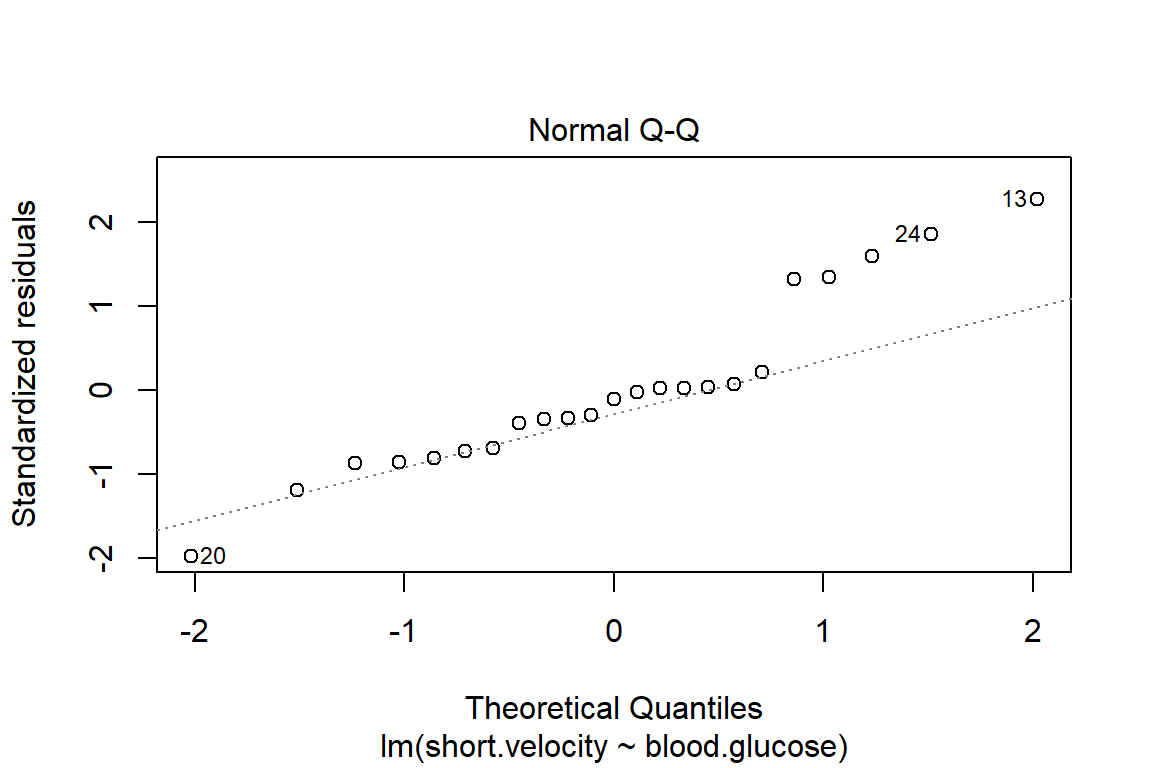 Normal Q-Q
Standardized residuals
2
1
0
-1
-2
13
24
20
-2 -1 0 1 2
Theoretical Quantiles
lm(short.velocity ~ blood.glucose)